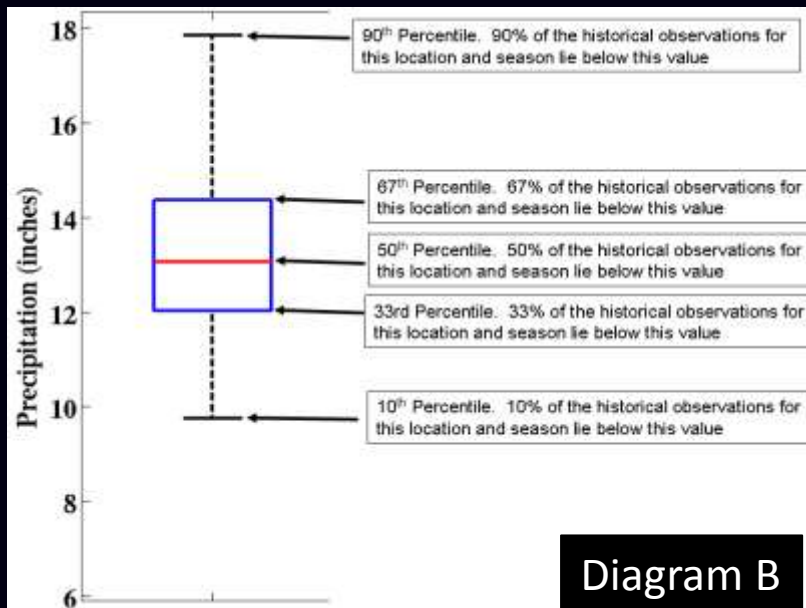 18
90th Percentile. 90% of the historical observations for
this location and season lie below this value
16
67th Percentile. 67% of the historical observations for
this location and season lie below this value
14
50th Percentile. 50% of the historical observations for
this location and season lie below this value
Precipitation (inches)
12
33rd Percentile. 33% of the historical observations for
this location and season lie below this value
10
10th Percentile. 10% of the historical observations for
this location and season lie below this value
8
6
Diagram B